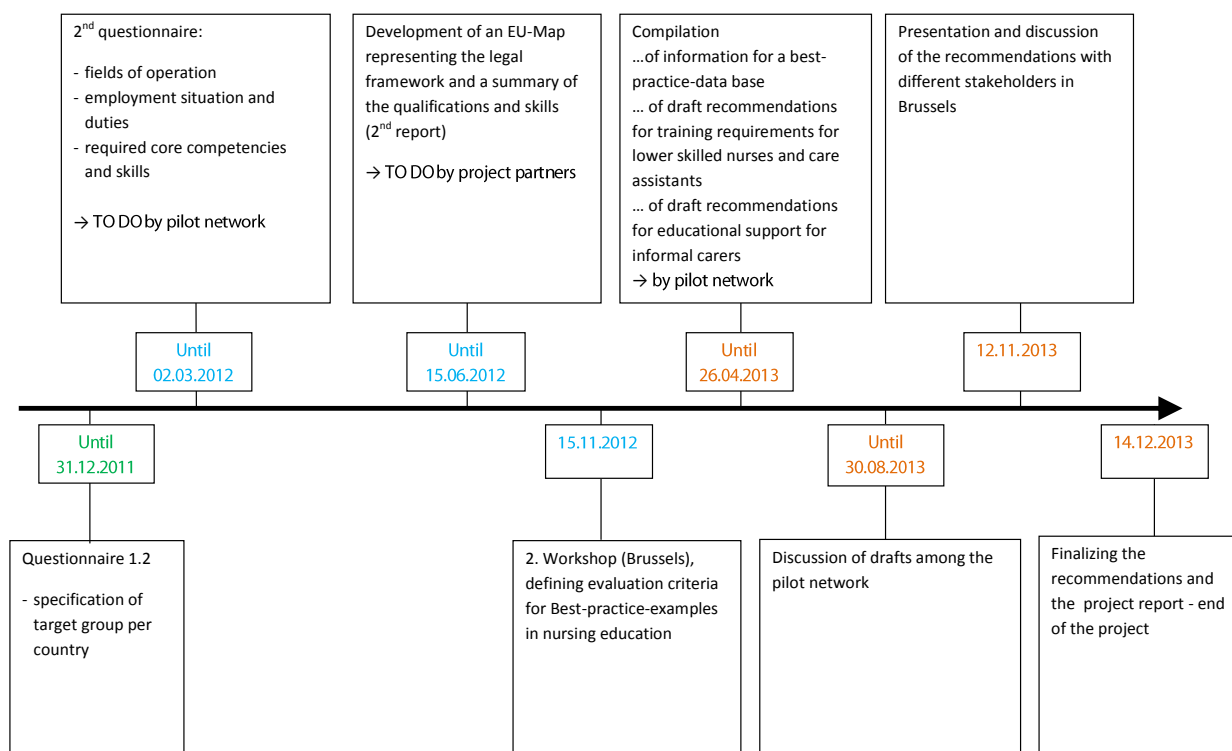 2nd questionnaire:
- fields of operation
- employment situation and
duties
- required core competencies
and skills
→ TO DO by pilot network
Development of an EU-Map
representing the legal
framework and a summary of
the qualifications and skills
(2nd report)
→ TO DO by project partners
Compilation
…of information for a best-
practice-data base
… of draft recommendations
for training requirements for
lower skilled nurses and care
assistants
… of draft recommendations
for educational support for
informal carers
→ by pilot network
Presentation and discussion
of the recommendations with
different stakeholders in
Brussels
Until
02.03.2012
Until
15.06.2012
Until
26.04.2013
12.11.2013
Until
31.12.2011
15.11.2012
Until
30.08.2013
14.12.2013
Questionnaire 1.2
- specification of
target group per
country
2. Workshop (Brussels),
defining evaluation criteria
for Best-practice-examples
in nursing education
Discussion of drafts among the
pilot network
Finalizing the
recommendations and
the project report - end
of the project